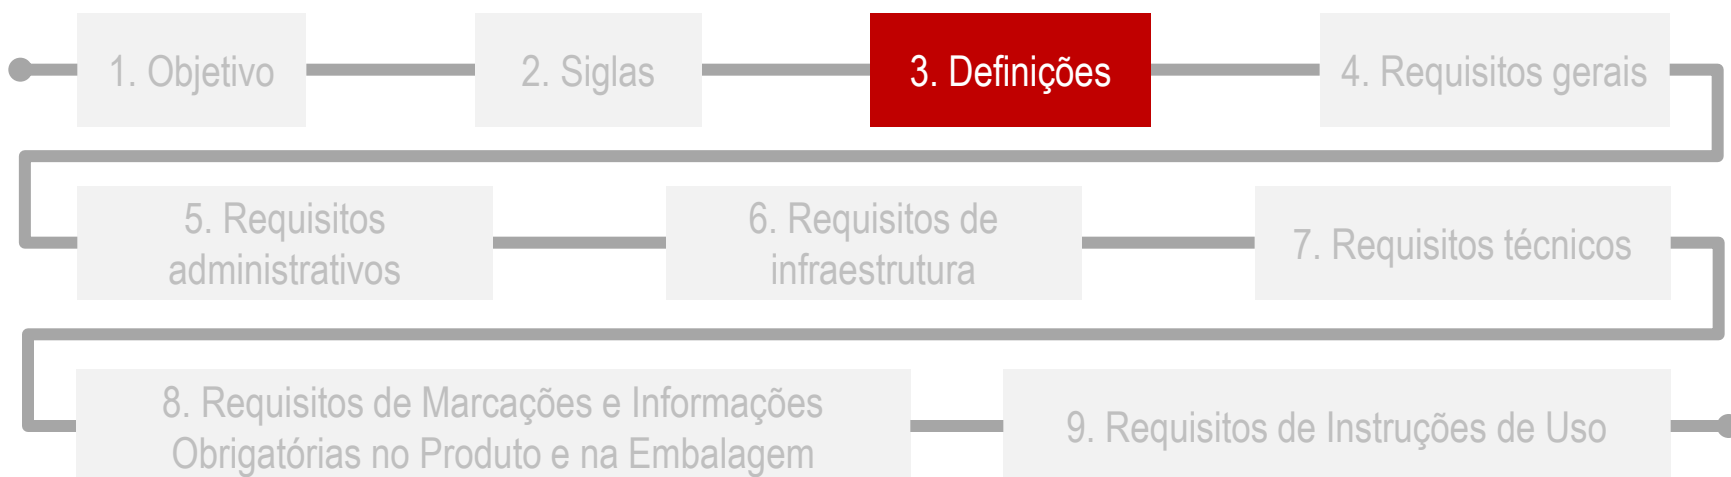 1. Objetivo
2. Siglas
3. Definições
4. Requisitos gerais
5. Requisitos
administrativos
6. Requisitos de
infraestrutura
7. Requisitos técnicos
8. Requisitos de Marcações e Informações
Obrigatórias no Produto e na Embalagem
9. Requisitos de Instruções de Uso